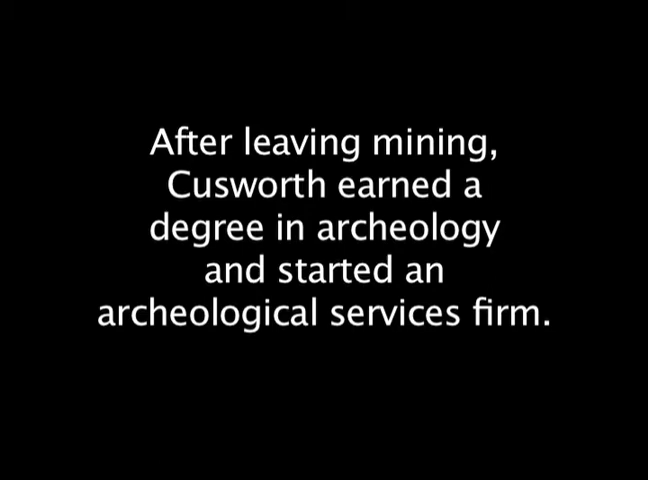 After leaving mining,
Cusworth earned a
degree in archeology
and started an
archeological services firm.